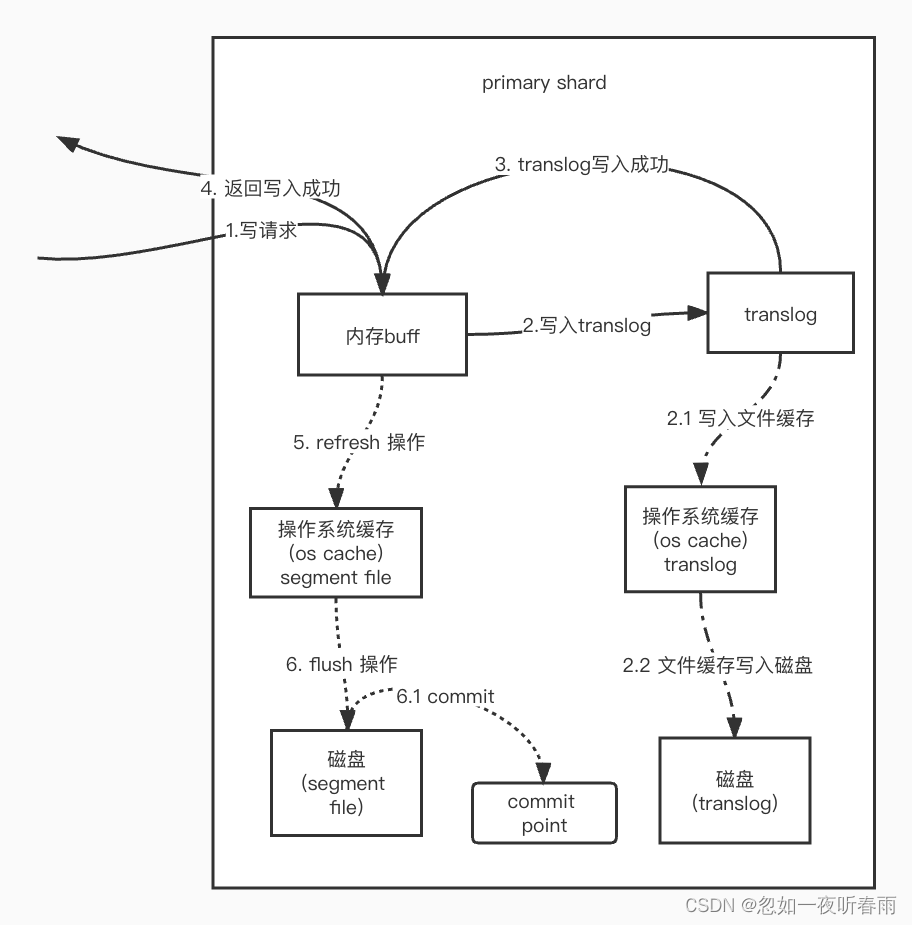 primary shard
3. translog写入成功
4. 返回写入成功
1.写请求
内存buff
2.写入translog
translog
5. refresh 操作
2.1 写入文件缓存
操作系统缓存
(os cache)
segment file
操作系统缓存
(os cache)
translog
6. flush 操作
2.2 文件缓存写入磁盘
6.1 commit
磁盘
(segment
file)
commit
point
磁盘
(translog)
CSDN @忽如一夜听春雨